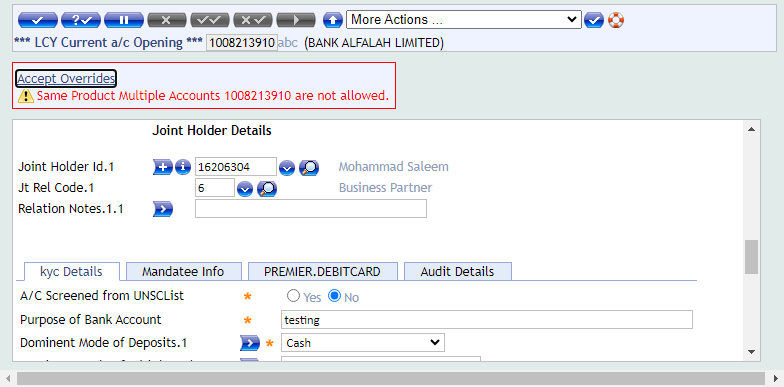 More Actions ...
*** LCY Current a/c Opening *** 1008213910 abc (BANK ALFALAH LIMITED)
Accept Overrides
Same Product Multiple Accounts 1008213910 are not allowed.
Joint Holder Details
Joint Holder Id.1 16206304 Mohammad Saleem
Jt Rel Code.1 6 Business Partner
Relation Notes.1.1
kyc Details Mandatee Info PREMIER.DEBITCARD Audit Details
A/C Screened from UNSCList * Yes No
Purpose of Bank Account * testing
Dominent Mode of Deposits.1 * Cash